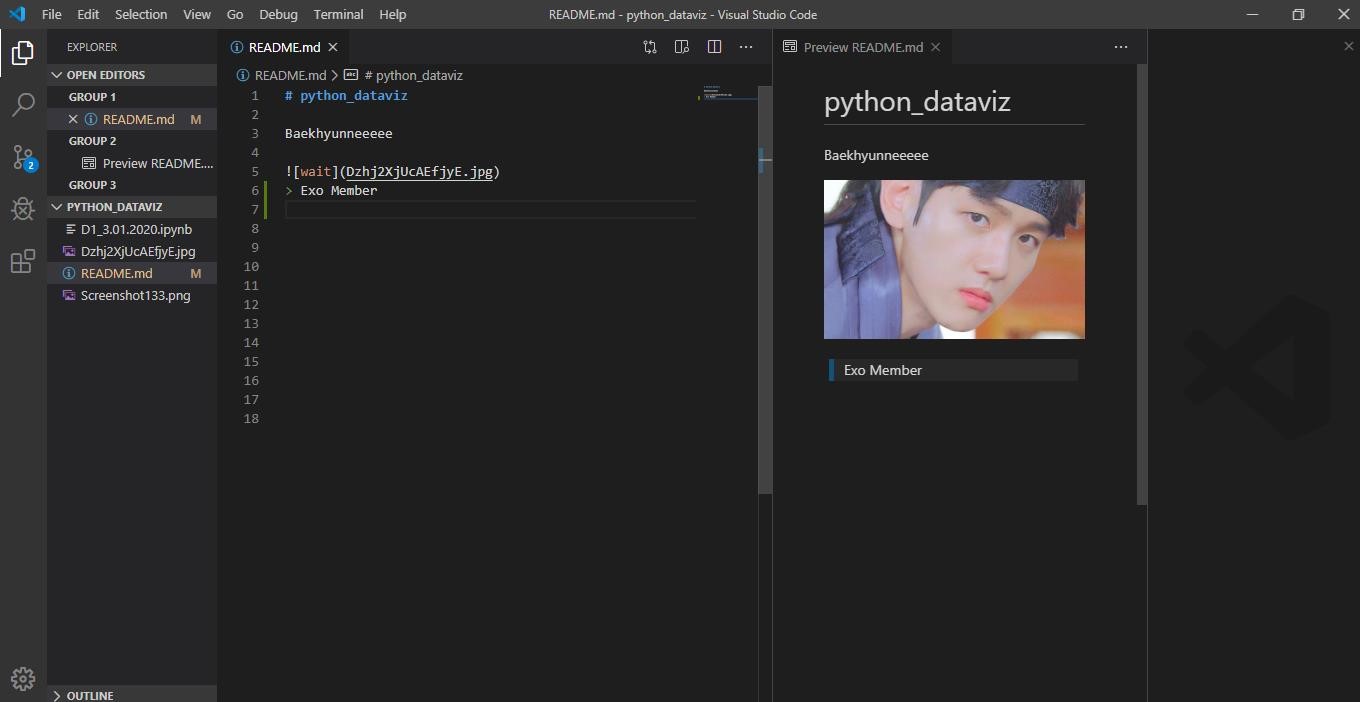 File Edit Selection View Go Debug Terminal Help README.md - python_dataviz - Visual Studio Code
EXPLORER
OPEN EDITORS
GROUP 1
README.md M
GROUP 2
Preview README....
GROUP 3
PYTHON_DATAVIZ
D1_3.01.2020.ipynb
Dzhj2XjUcAEfjyE.jpg
README.md M
Screenshot133.png
OUTLINE
2
README.md
README.md > # python_dataviz
1 # python_dataviz
2
3 Baekhyunneeeee
4
5 ![wait](Dzhj2XjUcAEfjyE.jpg)
6 > Exo Member
7
8
9
10
11
12
13
14
15
16
17
18
Preview README.md
python_dataviz
Baekhyunneeeee
Exo Member